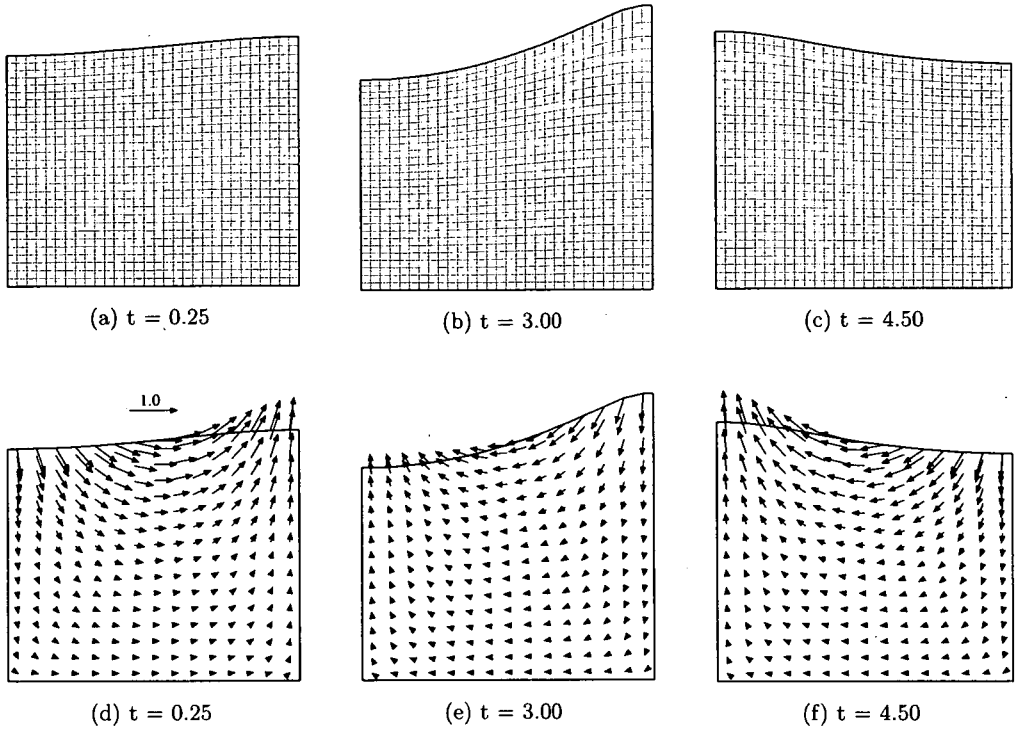 (a) t = 0.25
(b) t = 3.00
(c) t = 4.50
1.0
(d) t = 0.25
(e) t = 3.00
(f) t = 4.50